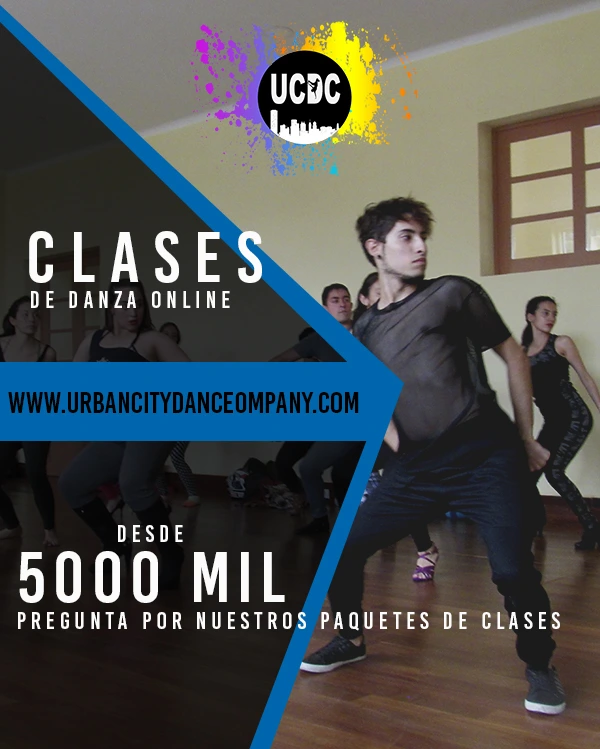 UCDC
CLASES
DE DANZA ONLINE
WWW.URBANCITYDANCEOMPANY.COM
DESDE
5000 MIL
PREGUNTA POR NUESTROS PAQUETES DE CLASES